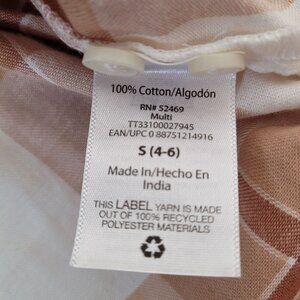 100% Cotton/Algodón
RN# 52469
Multi
TT33100027945
EAN/UPC 0 88751214916
S (4-6)
Made in/Hecho En
India
THIS LABEL YARN IS MADE
OUT OF 100% RECYCLED
POLYESTER MATERIALS